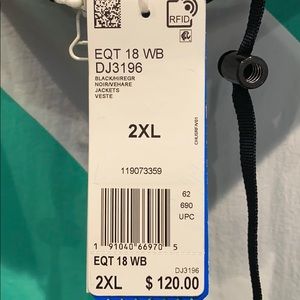 RFID
EQT 18 WB
DJ3196
BLACK/HIREGR
NOIR/VEHARE
JACKETS
VESTE
2XL
119073359
62
690
UPC
1 91040 66970 5
EQT 18 WB
DJ3196
2XL $ 120.00